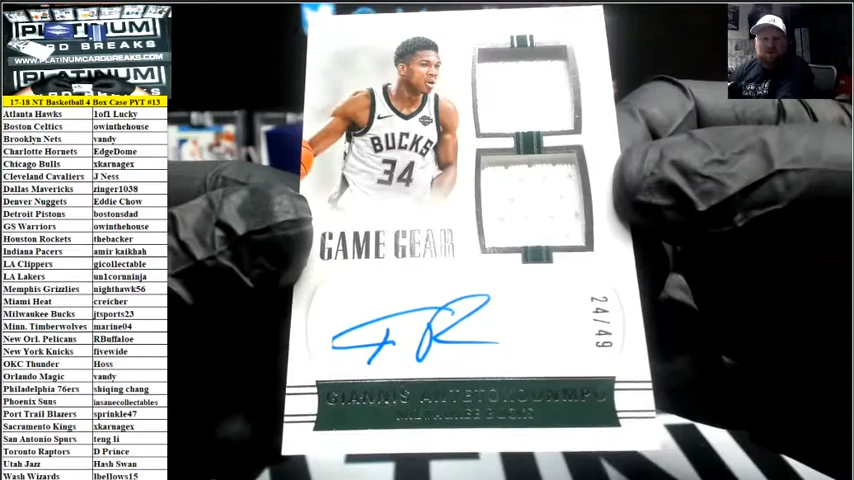 PLATINUM
RD BREAKS
WWW.PLATINUMCARDBREAKS.COM
PLATINUM
17-18 NT Basketball 4 Box Case PYT #13
Atlanta Hawks 1of1 Lucky
Boston Celtics owinthehouse
Brooklyn Nets vandy
Charlotte Hornets EdgeDome
Chicago Bulls xkarnagex
Cleveland Cavaliers J Ness
Dallas Mavericks zinger1038
Denver Nuggets Eddie Chow
Detroit Pistons bostonsdad
GS Warriors owinthehouse
Houston Rockets thebacker
Indiana Pacers amir kaikhah
LA Clippers gicollectable
LA Lakers un1cornninja
Memphis Grizzlies nighthawk56
Miami Heat creicher
Milwaukee Bucks jtsports23
Minn. Timberwolves marine04
New Orl. Pelicans RBuffaloe
New York Knicks fivewide
OKC Thunder Hoss
Orlando Magic vandy
Philadelphia 76ers shiqing chang
Phoenix Suns insanecollectables
Port Trail Blazers sprinkle47
Sacramento Kings xkarnagex
San Antonio Spurs teng li
Toronto Raptors D Prince
Utah Jazz Hash Swan
Wash Wizards lbellows15
BUCKS
34
GAME GEAR
24/49
GIANNIS ANTETOKOUNMPO
MILWAUKEE BUCKS